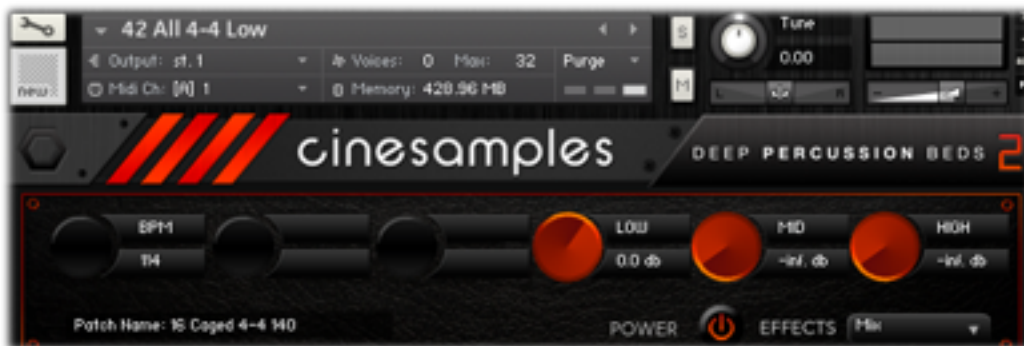 42 All 4-4 Low
S
Tune
0.00
Output: st. 1
Voices: 0 Max: 32
Purge
new
Midi Ch: [A] 1
Memory: 428.96 MB
M
L
R
cinesamples
DEEP PERCUSSION BEDS 2
BPM
LOW
MID
HIGH
114
0.0 db
-inf. db
-inf. db
Patch Name: 16 Caged 4-4 140
POWER
EFFECTS
Mix